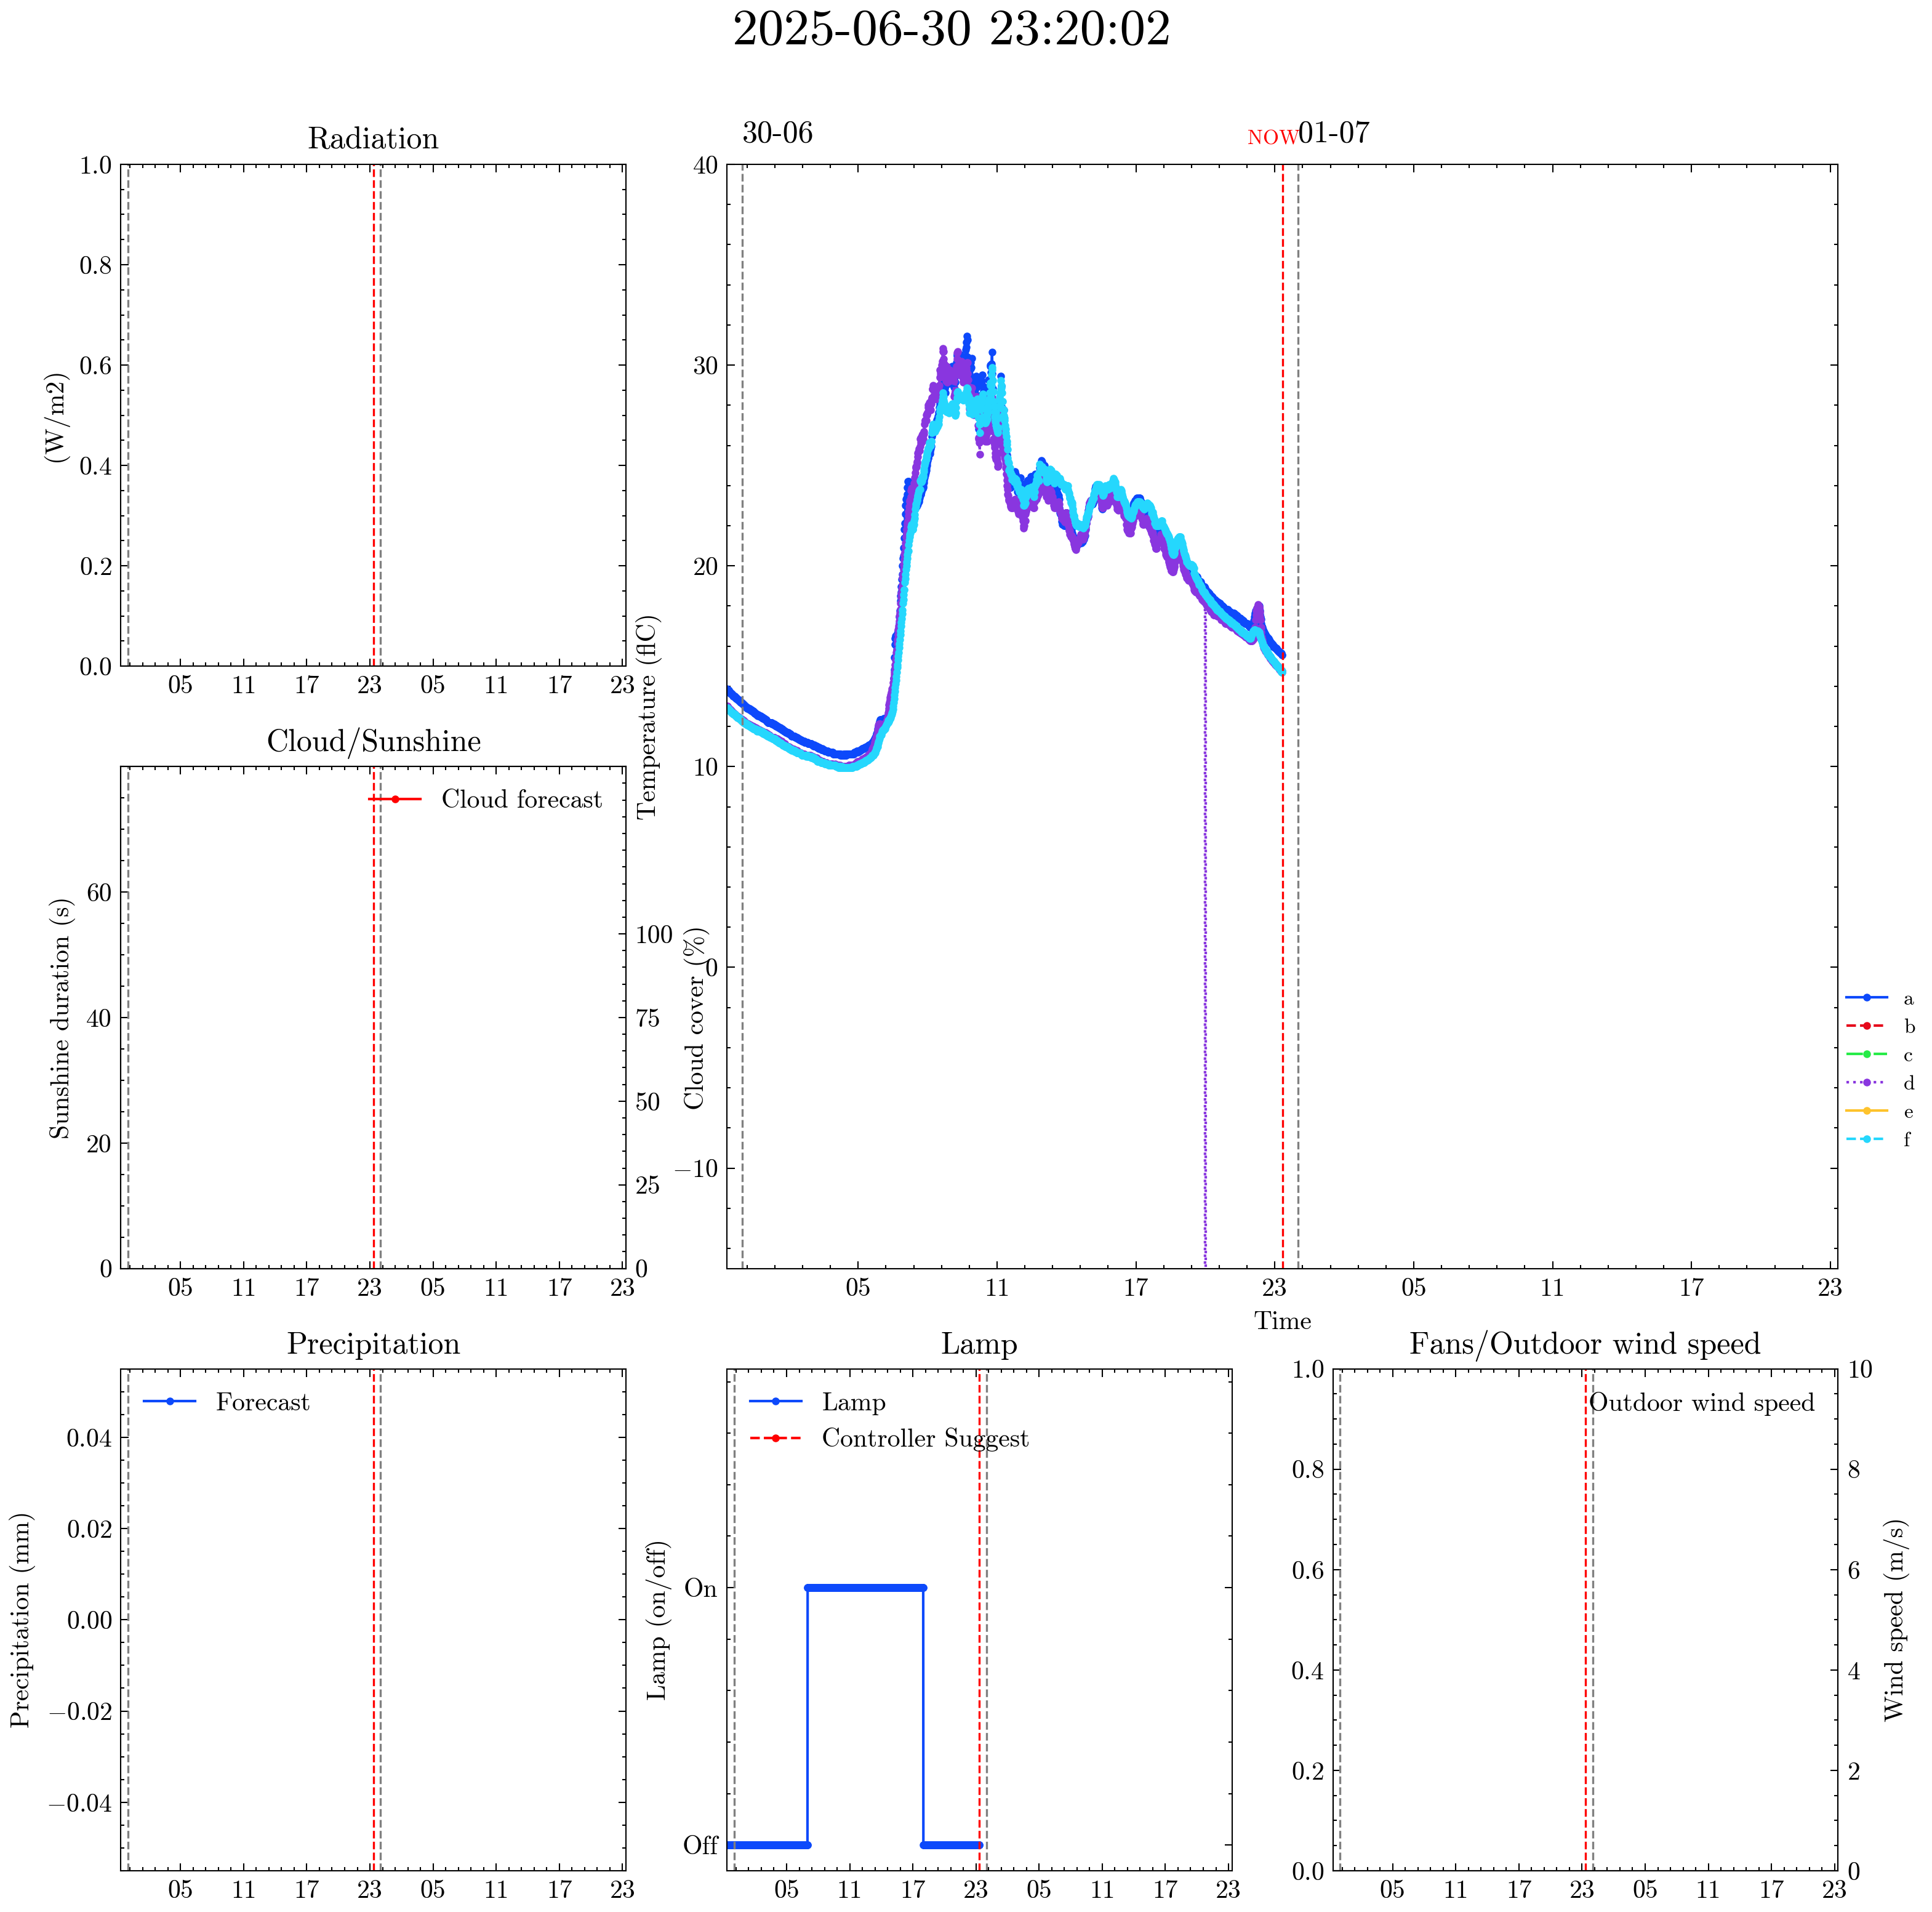 2025-06-30 23:20:02
Radiation
1.0
0.8
0.6
0.4
0.2
0.0
(W/m2)
05 11 17 23 05 11 17 23
30-06
NOW
01-07
40
30
20
10
0
−10
Temperature (flC)
05 11 17 23 05 11 17 23
Time
a
b
c
d
e
f
Cloud/Sunshine
Cloud forecast
60
40
20
0
Sunshine duration (s)
100
75
50
25
0
Cloud cover (%)
05 11 17 23 05 11 17 23
Precipitation
Forecast
0.04
0.02
0.00
−0.02
−0.04
Precipitation (mm)
05 11 17 23 05 11 17 23
Lamp
Lamp
Controller Suggest
On
Off
Lamp (on/off)
05 11 17 23 05 11 17 23
Fans/Outdoor wind speed
Outdoor wind speed
1.0
0.8
0.6
0.4
0.2
0.0
10
8
6
4
2
0
Wind speed (m/s)
05 11 17 23 05 11 17 23